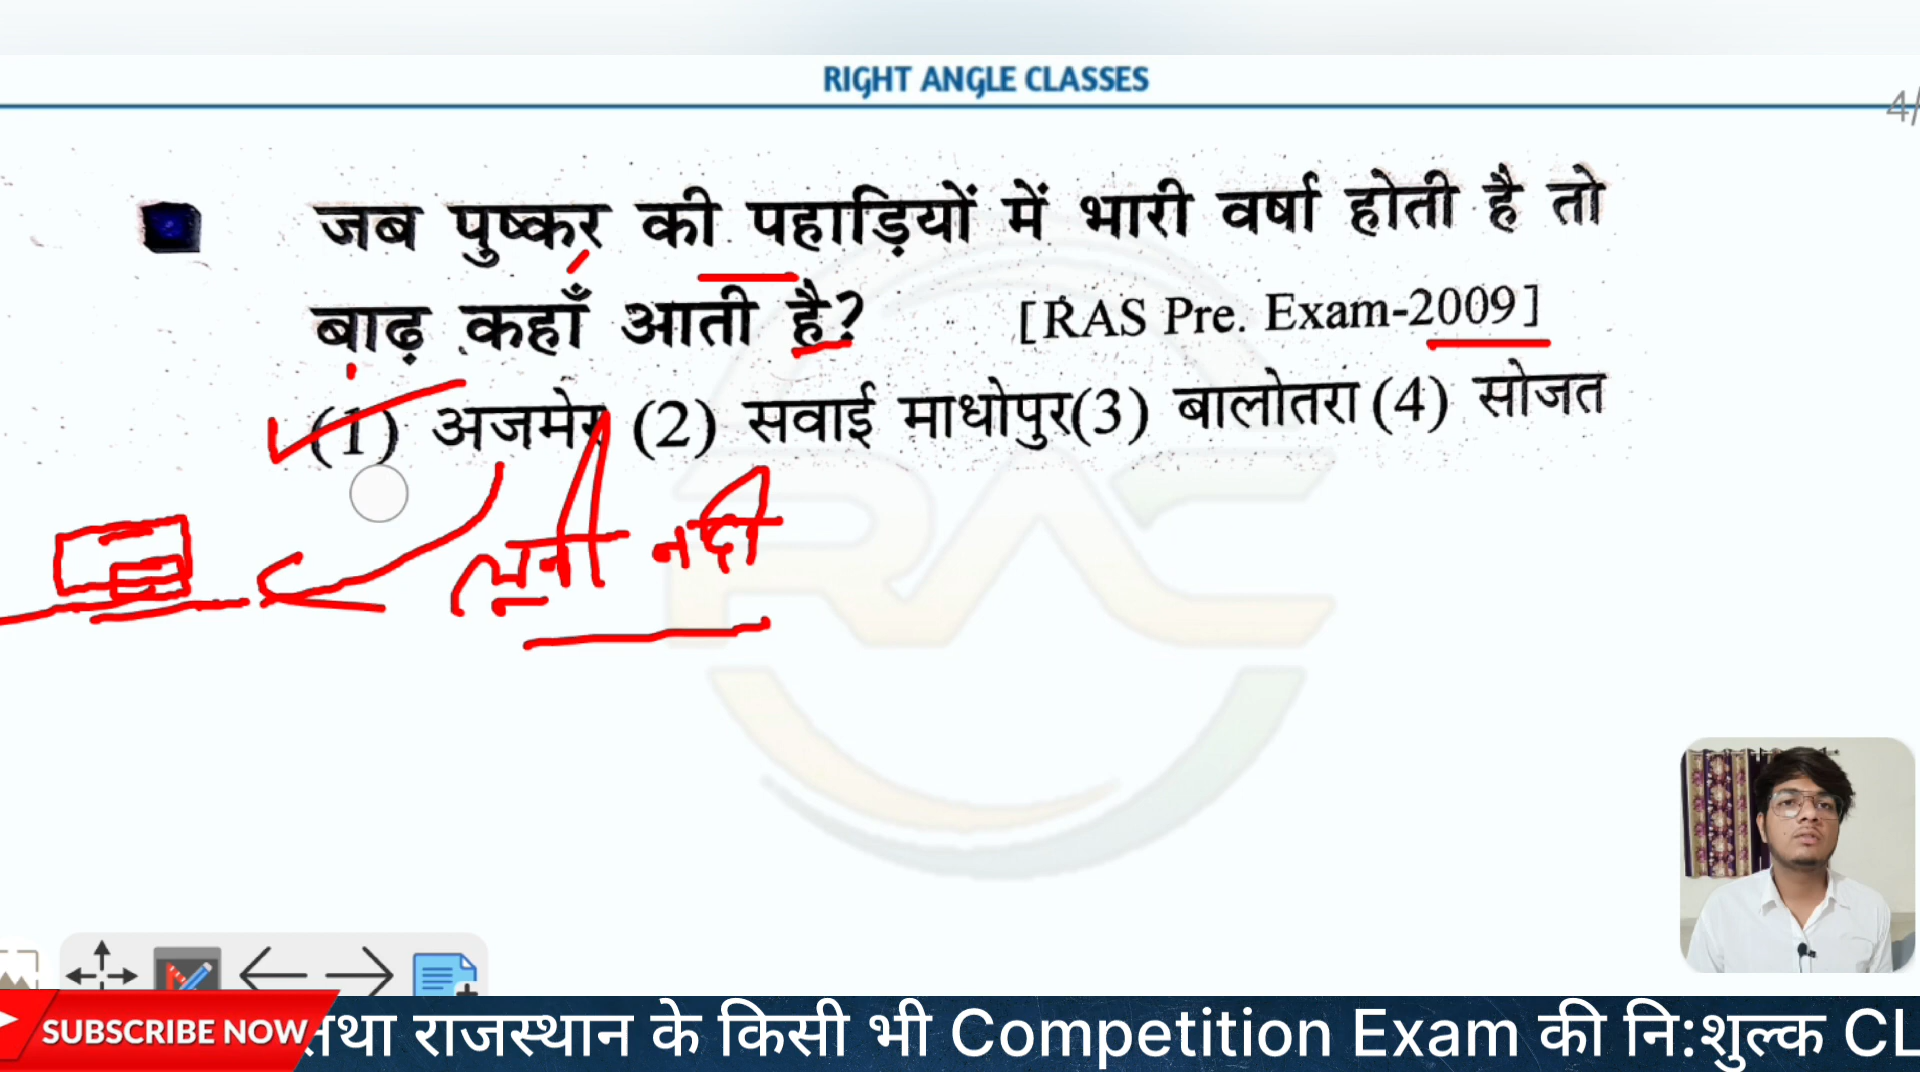 RIGHT ANGLE CLASSES
4/
जब पुष्कर की पहाड़ियों में भारी वर्षा होती है तो
बाढ़ कहाँ आती है? [RAS Pre. Exam-2009]
(1) अजमेर (2) सवाई माधोपुर(3) बालोतरा (4) सोजत
लूनी नदी
SUBSCRIBE NOW
तथा राजस्थान के किसी भी Competition Exam की नि:शुल्क CL